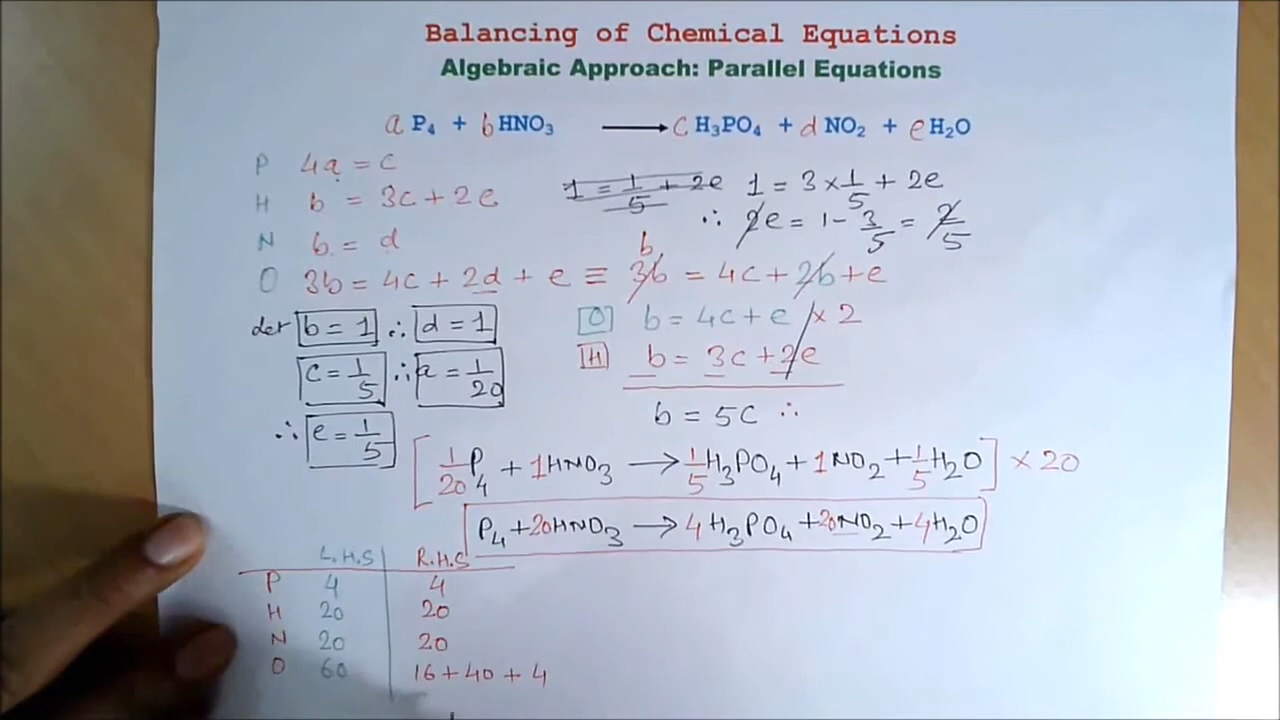 Balancing of Chemical Equations
Algebraic Approach: Parallel Equations
a P₄ + b HNO₃ ⟶ c H₃PO₄ + d NO₂ + e H₂O
P 4a = c
1 = 1/5 + 2e 1 = 3 × 1/5 + 2e
H b = 3c + 2e
∴ 2e = 1 - 3/5 = 2/5
N b = d
b
O 3b = 4c + 2d + e ≡ 3b = 4c + 2b + e
let b = 1 ∴ d = 1
O b = 4c + e × 2
H b = 3c + 2e
c = 1/5 ∴ a = 1/20
b = 5c ∴
∴ e = 1/5
[1/20 P₄ + 1HNO₃ ⟶ 1/5 H₃PO₄ + 1NO₂ + 1/5 H₂O] × 20
P₄ + 20HNO₃ ⟶ 4H₃PO₄ + 20NO₂ + 4H₂O
L.H.S R.H.S
P 4 4
H 20 20
N 20 20
O 60 16 + 40 + 4